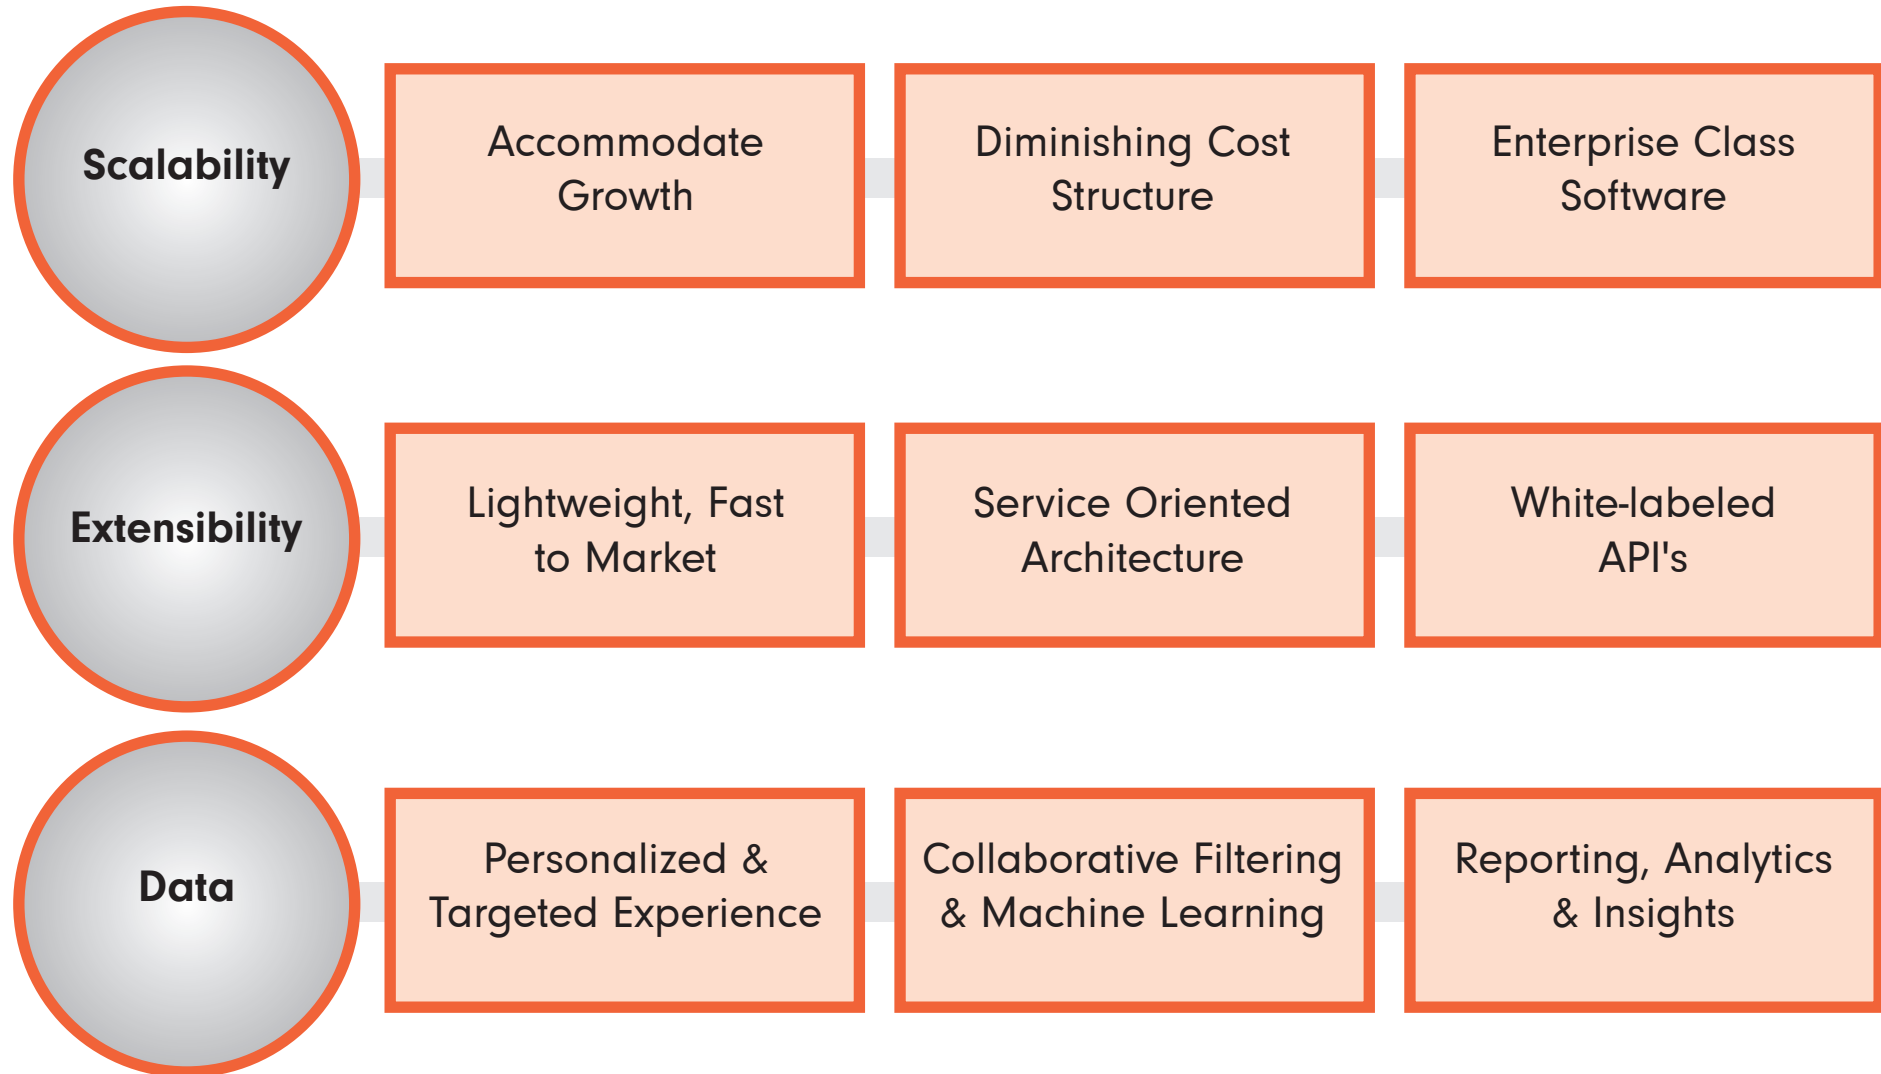 Scalability
Accommodate
Growth
Diminishing Cost
Structure
Enterprise Class
Software
Extensibility
Lightweight, Fast
to Market
Service Oriented
Architecture
White-labeled
API's
Data
Personalized &
Targeted Experience
Collaborative Filtering
& Machine Learning
Reporting, Analytics
& Insights